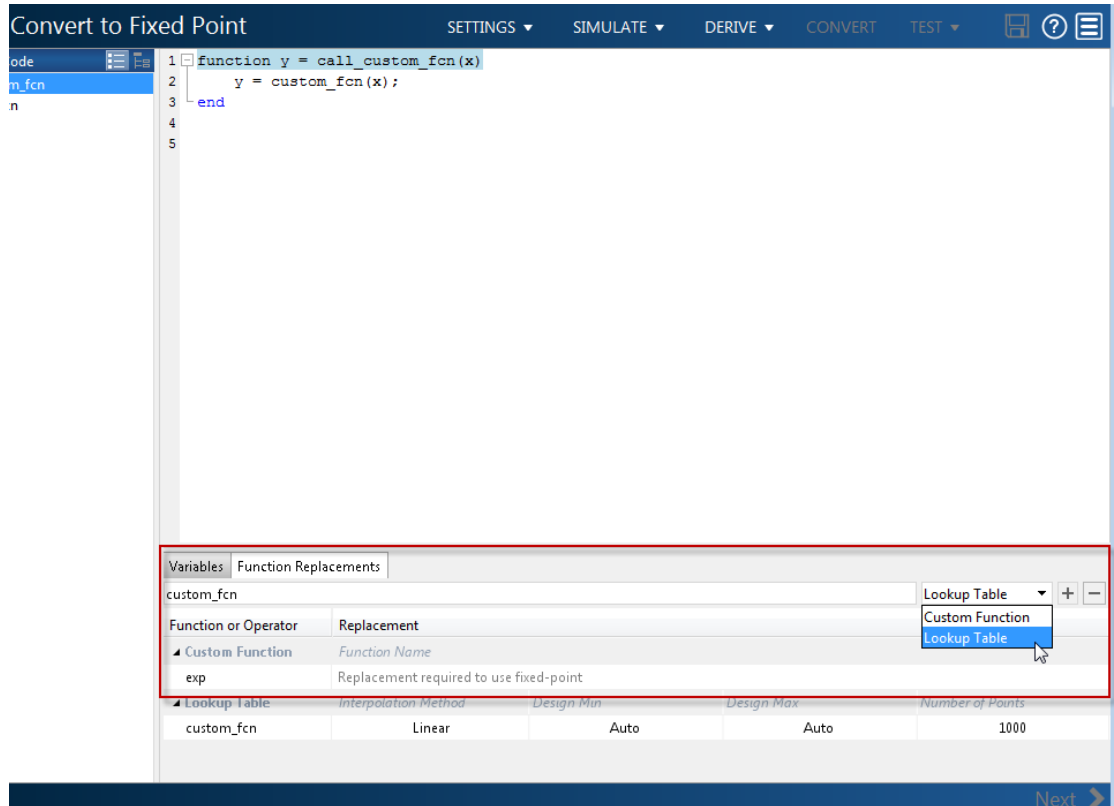 Convert to Fixed Point SETTINGS SIMULATE DERIVE CONVERT TEST
ode
m_fcn
n
1 function y = call_custom_fcn(x)
2 y = custom_fcn(x);
3 end
4
5
Variables Function Replacements
custom_fcn Lookup Table + −
Custom Function
Lookup Table
Function or Operator Replacement
Custom Function Function Name
exp Replacement required to use fixed-point
Lookup Table Interpolation Method Design Min Design Max Number of Points
custom_fcn Linear Auto Auto 1000
Next